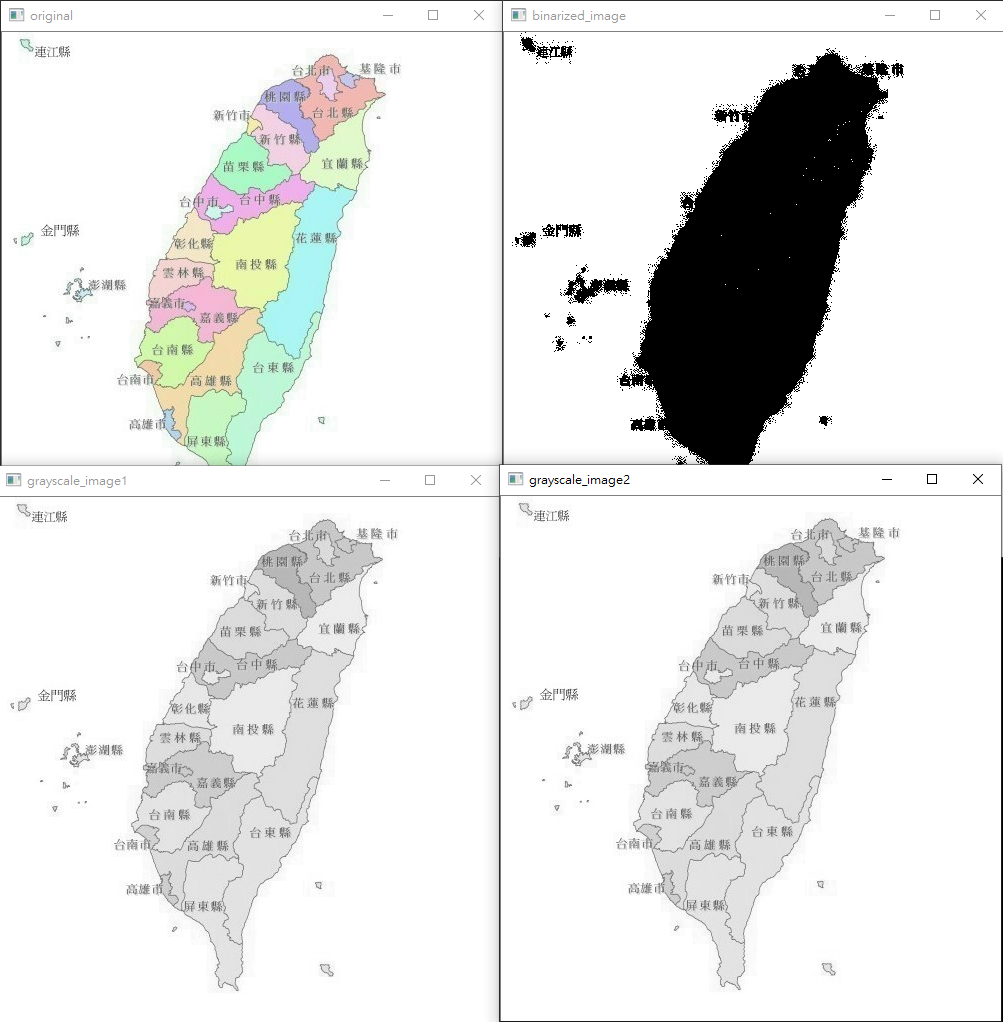 original
連江縣
基隆市
台北市
桃園縣
台北縣
新竹市
新竹縣
宜蘭縣
苗栗縣
台中市
台中縣
金門縣
花蓮縣
彰化縣
南投縣
雲林縣
澎湖縣
嘉義市
嘉義縣
台南縣
台東縣
台南市
高雄縣
高雄市
屏東縣
binarized_image
連江縣
基隆市
新竹市
金門縣
澎湖縣
台南
高雄
grayscale_image1
連江縣
基隆市
台北市
桃園縣
台北縣
新竹市
新竹縣
宜蘭縣
苗栗縣
台中市
台中縣
金門縣
花蓮縣
彰化縣
南投縣
雲林縣
澎湖縣
嘉義市
嘉義縣
台南縣
台東縣
台南市
高雄縣
高雄市
屏東縣
grayscale_image2
連江縣
基隆市
台北市
桃園縣
台北縣
新竹市
新竹縣
宜蘭縣
苗栗縣
台中市
台中縣
金門縣
花蓮縣
彰化縣
南投縣
雲林縣
澎湖縣
嘉義市
嘉義縣
台南縣
台東縣
台南市
高雄縣
高雄市
屏東縣